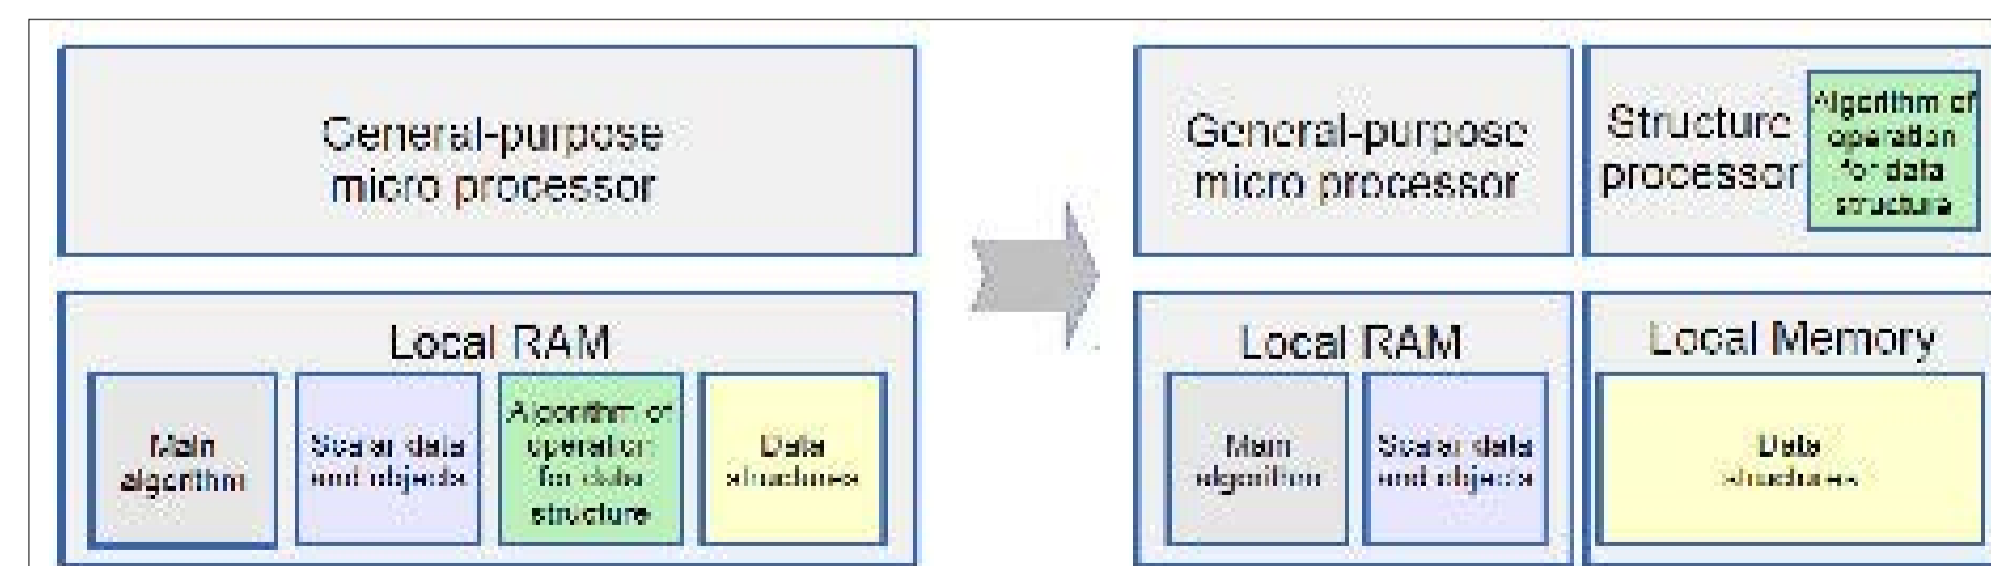 General-purpose
micro processor
Local RAM
Main
algorithm
Scalar data
and objects
Algorithm of
operation
for data
structure
Data
structures
General-purpose
micro processor
Structure
processor
Algorithm of
operation
for data
structure
Local RAM
Main
algorithm
Scalar data
and objects
Local Memory
Data
structures